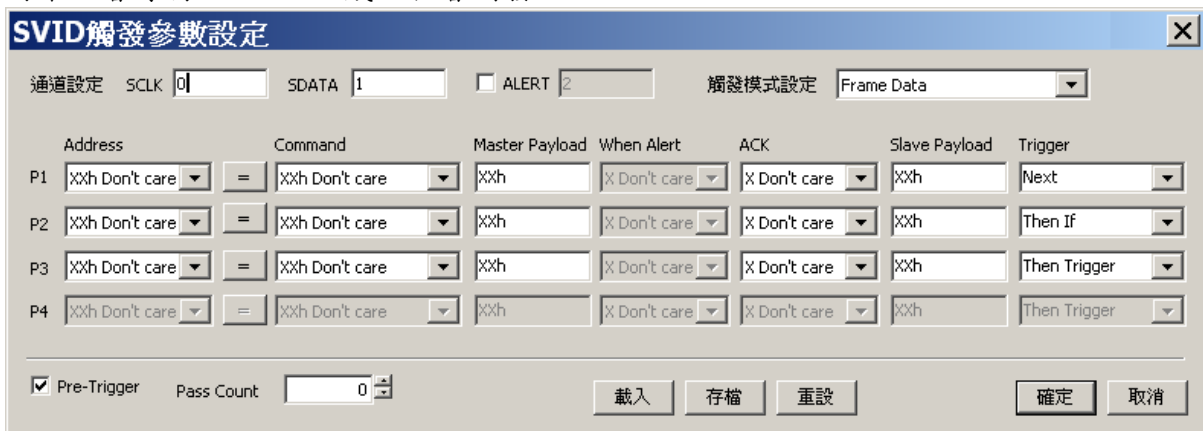 SVID觸發參數設定
通道設定 SCLK 0 SDATA 1 ALERT 2 觸發模式設定 Frame Data
Address Command Master Payload When Alert ACK Slave Payload Trigger
P1 XXh Don't care = XXh Don't care XXh X Don't care X Don't care XXh Next
P2 XXh Don't care = XXh Don't care XXh X Don't care X Don't care XXh Then If
P3 XXh Don't care = XXh Don't care XXh X Don't care X Don't care XXh Then Trigger
P4 XXh Don't care = XXh Don't care XXh X Don't care X Don't care XXh Then Trigger
Pre-Trigger Pass Count 0 載入 存檔 重設 確定 取消